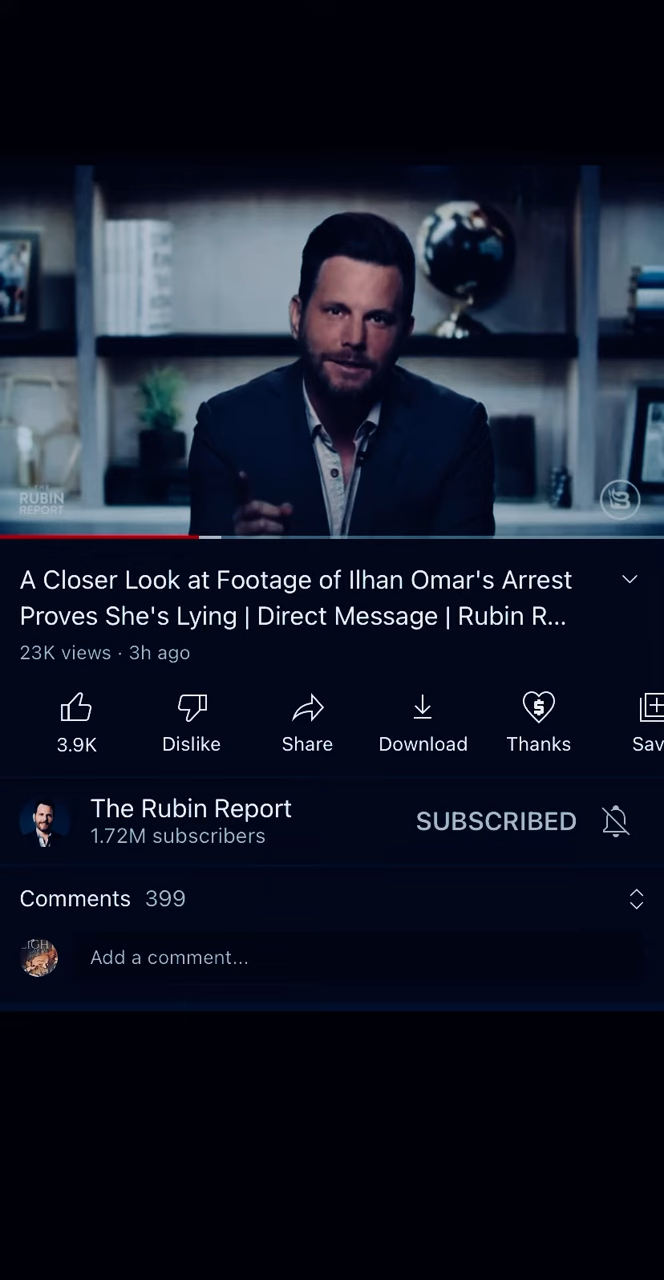 THE
RUBIN
REPORT
B
A Closer Look at Footage of Ilhan Omar's Arrest
Proves She's Lying | Direct Message | Rubin R...
23K views · 3h ago
$
3.9K
Dislike
Share
Download
Thanks
Sav
The Rubin Report
1.72M subscribers
SUBSCRIBED
Comments 399
Add a comment...